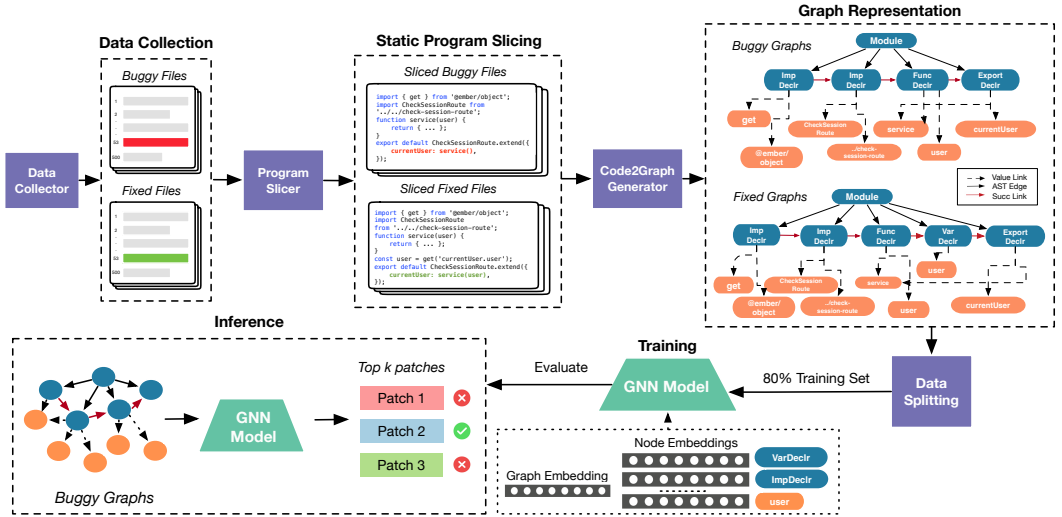 Data Collection
Static Program Slicing
Graph Representation
Data
Collector
Buggy Files
1
2
.
.
53
.
500
Fixed Files
1
2
.
.
53
500
Program
Slicer
Sliced Buggy Files
import { get } from '@ember/object';
import CheckSessionRoute from
'../../check-session-route';
function service(user) {
return { ... };
}
export default CheckSessionRoute.extend({
currentUser: service(),
});
Sliced Fixed Files
import { get } from '@ember/object';
import CheckSessionRoute
from '../../check-session-route';
function service(user) {
return { ... };
}
const user = get('currentUser.user');
export default CheckSessionRoute.extend({
currentUser: service(user),
});
Code2Graph
Generator
Buggy Graphs
Module
Imp
Declr
Imp
Declr
Func
Declr
Export
Declr
get
CheckSession
Route
service
currentUser
@ember/
object
../check-
session-route
user
Value Link
AST Edge
Succ Link
Fixed Graphs
Module
Imp
Declr
Imp
Declr
Func
Declr
Var
Declr
Export
Declr
get
CheckSession
Route
service
user
@ember/
object
../check-
session-route
user
currentUser
Inference
Top k patches
GNN
Model
Patch 1
Patch 2
Patch 3
Buggy Graphs
Evaluate
Training
GNN Model
80% Training Set
Data
Splitting
Node Embeddings
Graph Embedding
VarDeclr
ImpDeclr
user